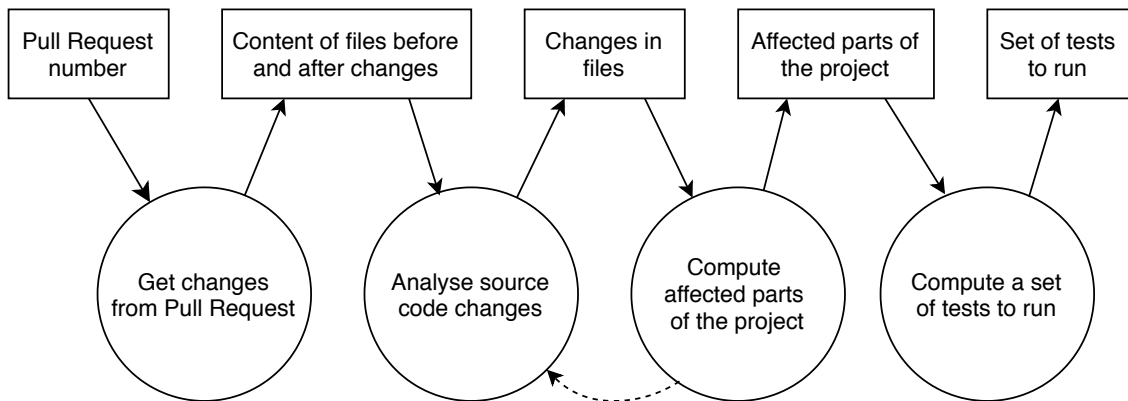 Pull Request
number
Content of files before
and after changes
Changes in
files
Affected parts of
the project
Set of tests
to run
Get changes
from Pull Request
Analyse source
code changes
Compute
affected parts
of the project
Compute a set
of tests to run